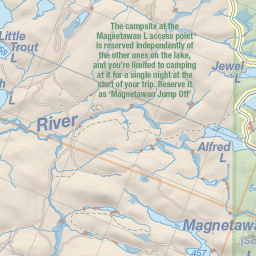 Little
Trout
The campsite at the
Magnetawan L access point
is reserved independently of
the other ones on the lake,
and you're limited to camping
at it for a single night at the
start of your trip. Reserve it
as 'Magnetawan Jump Off'
h
L
Jewel
L
River
Alfred
L
Magnetawa
(S
457